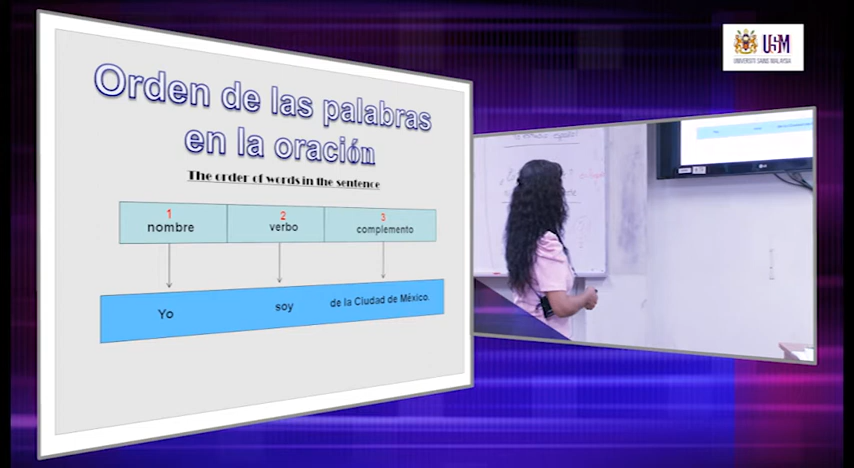 Orden de las palabras
en la oración
The order of words in the sentence
1 2 3
nombre verbo complemento
Yo soy de la Ciudad de México.
USM
UNIVERSITI SAINS MALAYSIA
LG